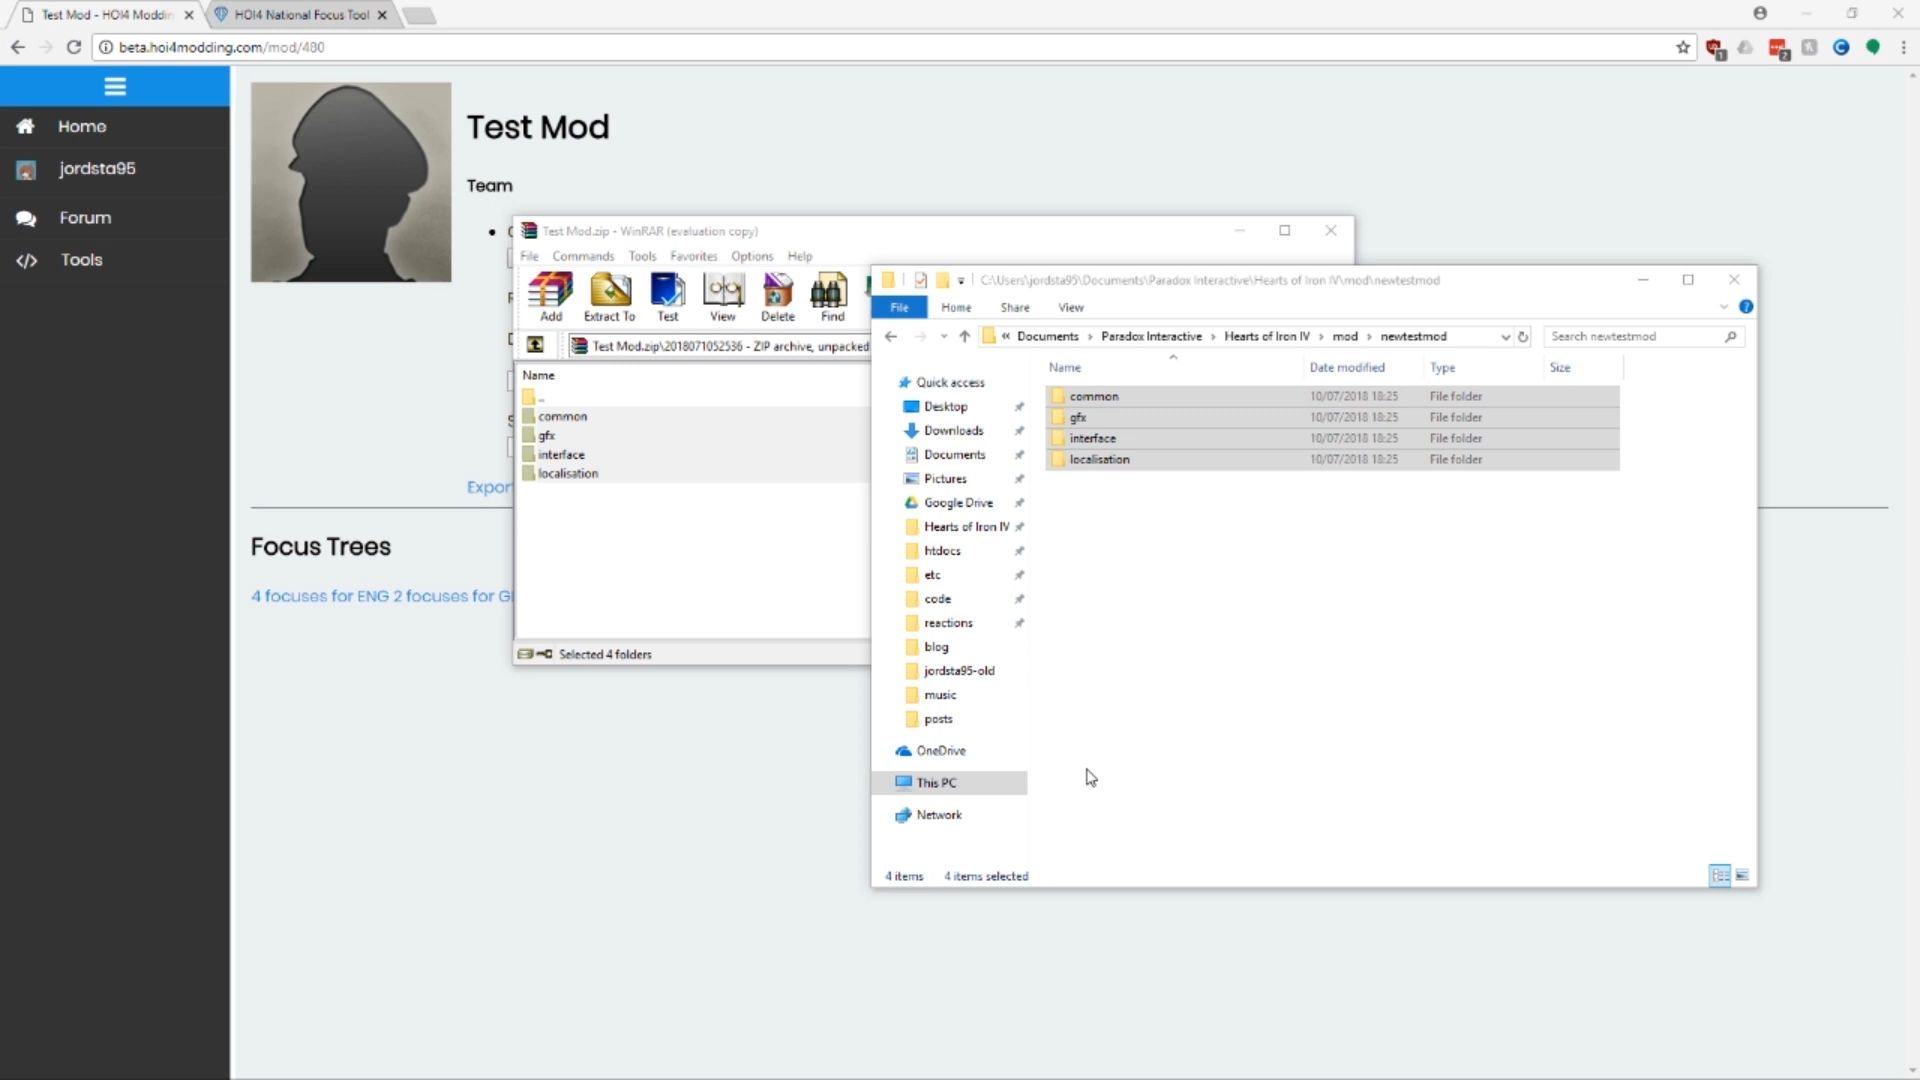 Test Mod - HOI4 Moddin
HOI4 National Focus Tool
beta.hoi4modding.com/mod/480
1
2
Home
jordsta95
Forum
Tools
Test Mod
Team
Expor
Focus Trees
4 focuses for ENG 2 focuses for G
Test Mod.zip - WinRAR (evaluation copy)
File Commands Tools Favorites Options Help
Add Extract To Test View Delete Find
Test Mod.zip\2018071052536 - ZIP archive, unpacked
Name
..
common
gfx
interface
localisation
Selected 4 folders
C:\Users\jordsta95\Documents\Paradox Interactive\Hearts of Iron IV\mod\newtestmod
File Home Share View
« Documents › Paradox Interactive › Hearts of Iron IV › mod › newtestmod
Search newtestmod
Name Date modified Type Size
common 10/07/2018 18:25 File folder
gfx 10/07/2018 18:25 File folder
interface 10/07/2018 18:25 File folder
localisation 10/07/2018 18:25 File folder
Quick access
Desktop
Downloads
Documents
Pictures
Google Drive
Hearts of Iron IV
htdocs
etc
code
reactions
blog
jordsta95-old
music
posts
OneDrive
This PC
Network
4 items 4 items selected